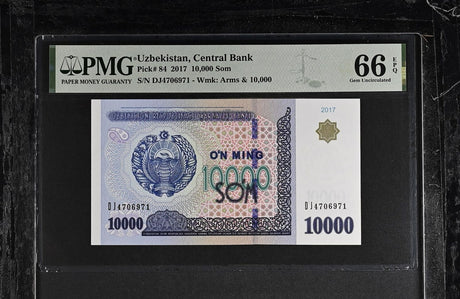 PMG
PAPER MONEY GUARANTY
Uzbekistan, Central Bank
Pick# 84 2017 10,000 Som
S/N DJ4706971 - Wmk: Arms & 10,000
66 EPQ
Gem Uncirculated
2017
O'N MING
10000
SO'M
DJ4706971
DJ4706971
10000
10000